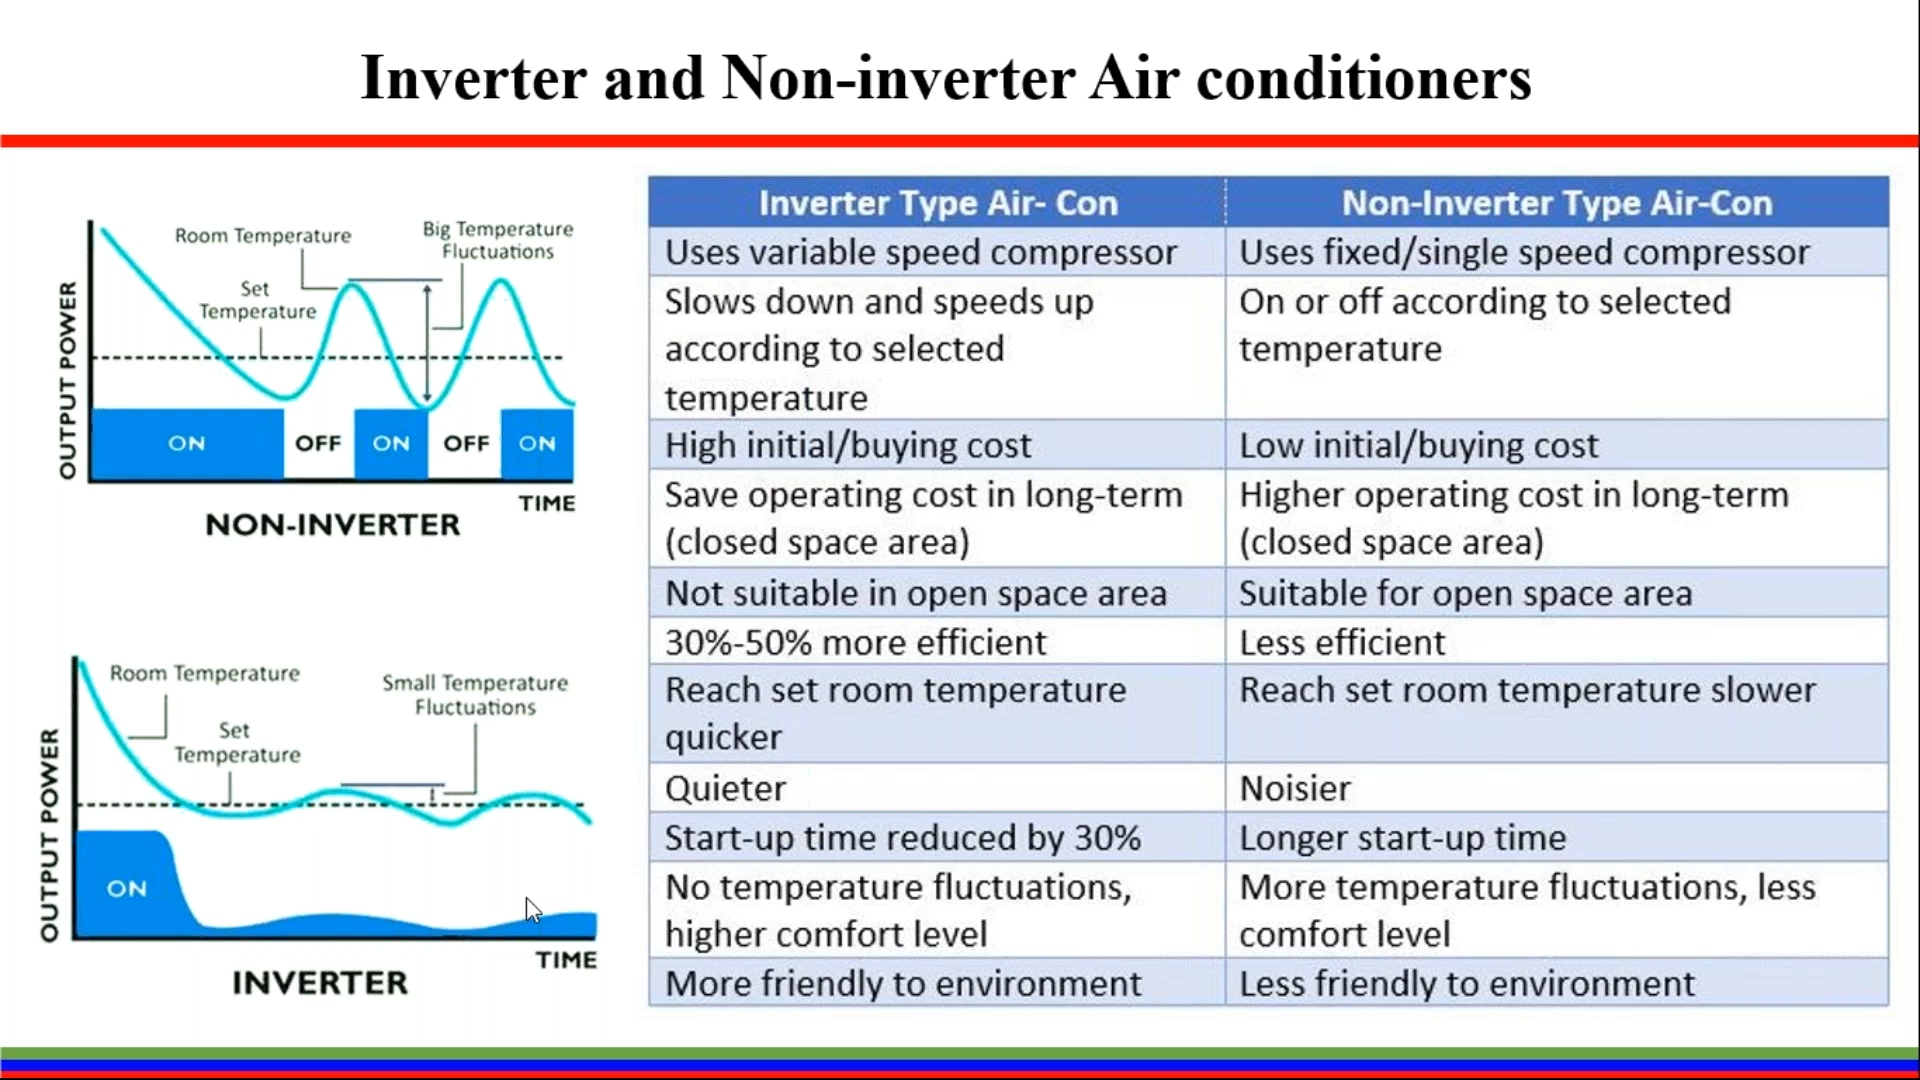 Inverter and Non-inverter Air conditioners
Room Temperature
Big Temperature
Fluctuations
Set
Temperature
OUTPUT POWER
ON
OFF
ON
OFF
ON
TIME
NON-INVERTER
Room Temperature
Small Temperature
Fluctuations
Set
Temperature
OUTPUT POWER
ON
TIME
INVERTER
Inverter Type Air- Con
Non-Inverter Type Air-Con
Uses variable speed compressor
Uses fixed/single speed compressor
Slows down and speeds up
according to selected
temperature
On or off according to selected
temperature
High initial/buying cost
Low initial/buying cost
Save operating cost in long-term
(closed space area)
Higher operating cost in long-term
(closed space area)
Not suitable in open space area
Suitable for open space area
30%-50% more efficient
Less efficient
Reach set room temperature
quicker
Reach set room temperature slower
Quieter
Noisier
Start-up time reduced by 30%
Longer start-up time
No temperature fluctuations,
higher comfort level
More temperature fluctuations, less
comfort level
More friendly to environment
Less friendly to environment